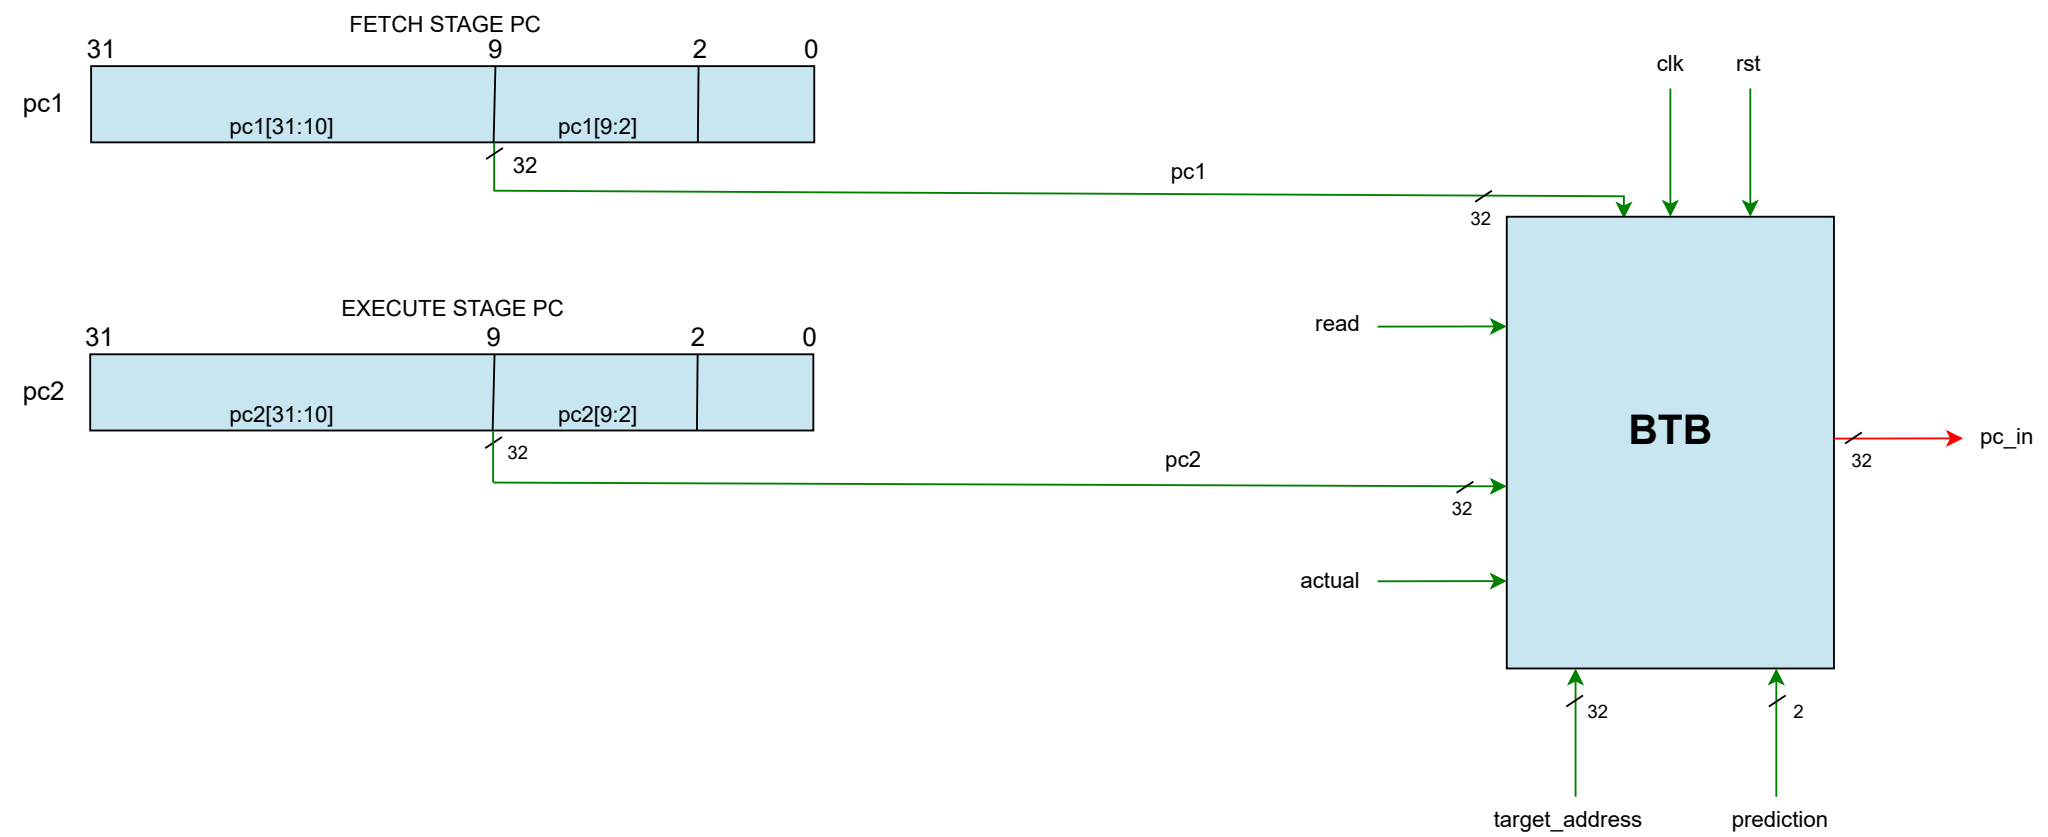 FETCH STAGE PC
31 9 2 0
pc1
pc1[31:10] pc1[9:2]
32
pc1
32
clk rst
EXECUTE STAGE PC
31 9 2 0
pc2
pc2[31:10] pc2[9:2]
32
pc2
32
read
actual
BTB
pc_in
32
32
2
target_address prediction